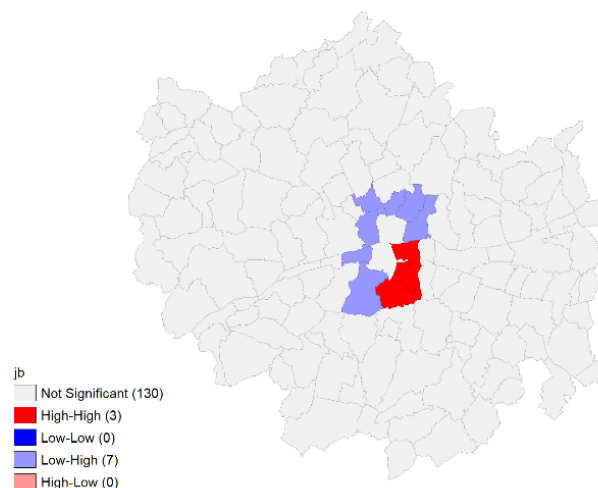 jb
Not Significant (130)
High-High (3)
Low-Low (0)
Low-High (7)
High-Low (0)